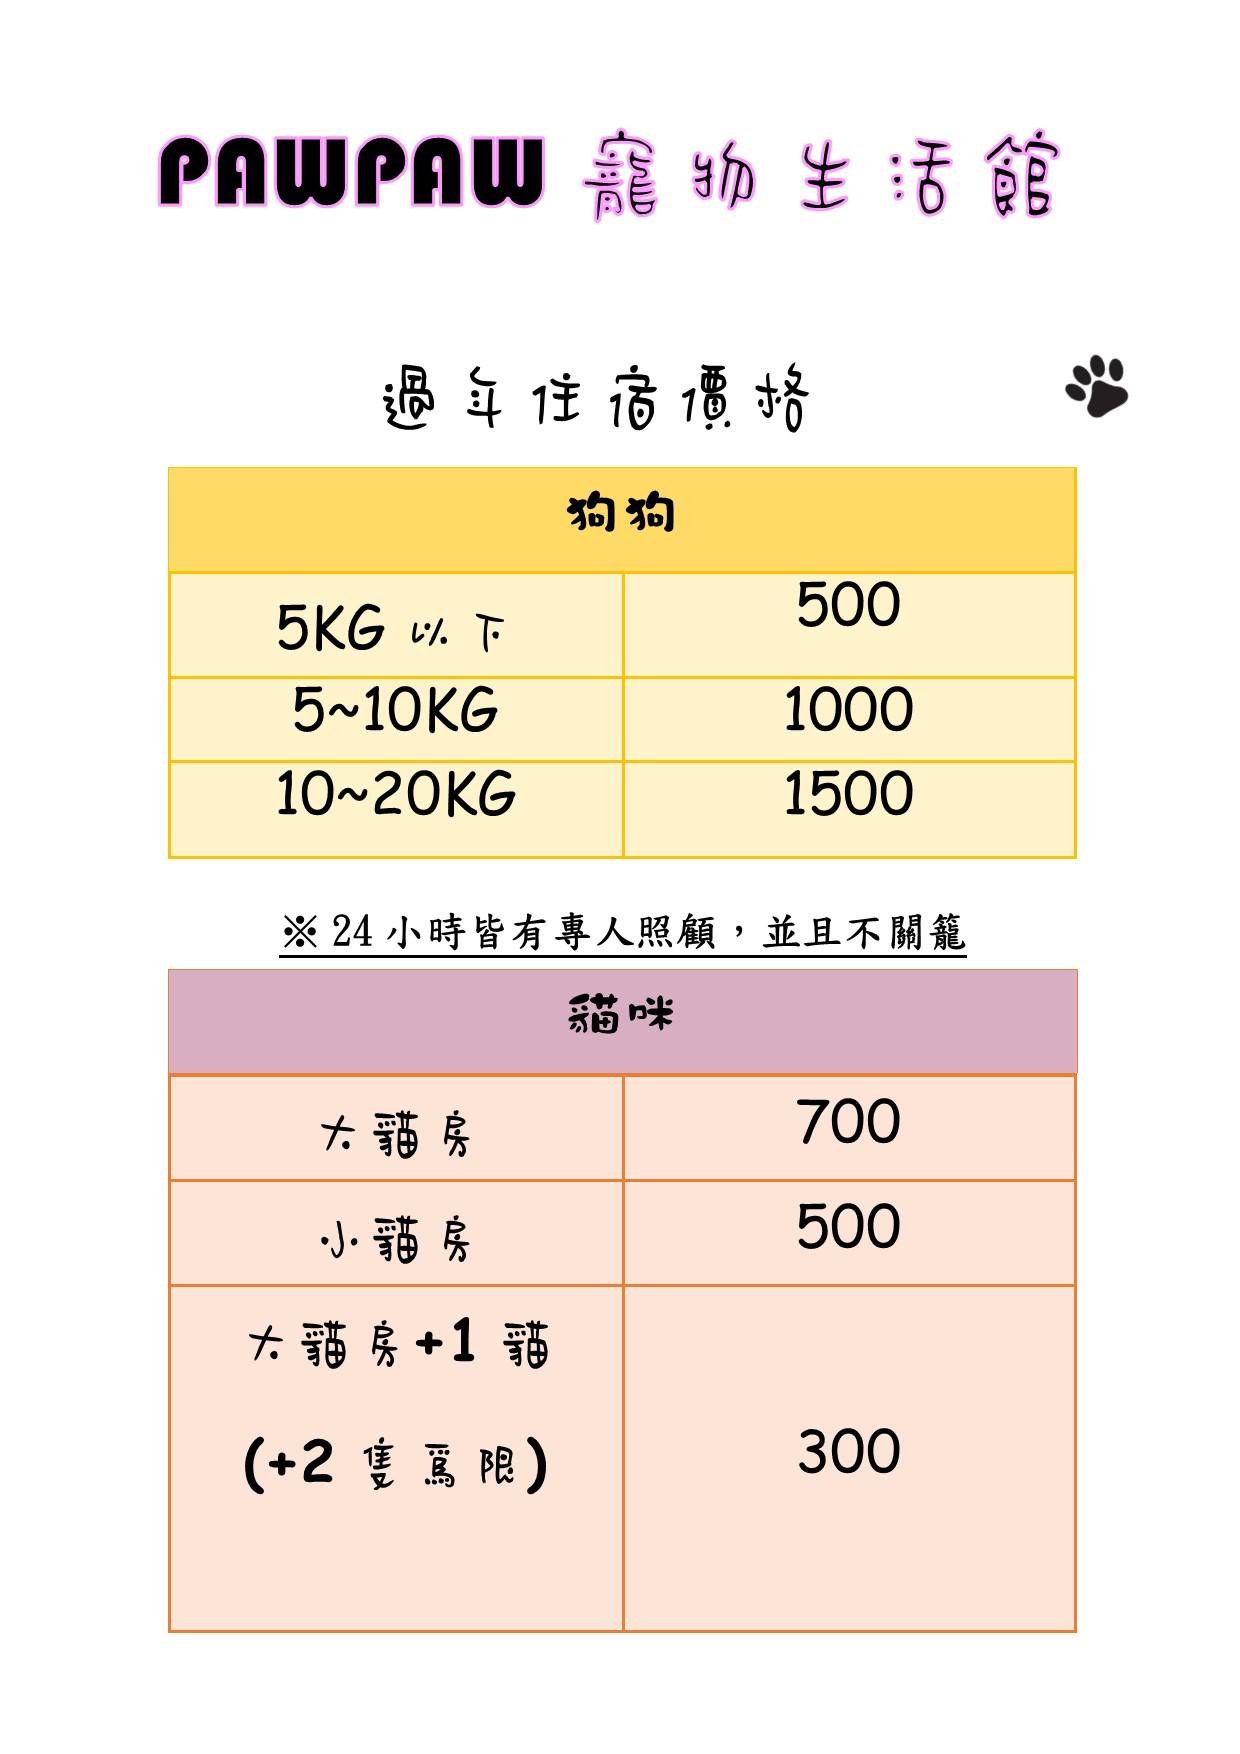 PAWPAW 寵物生活館
過年住宿價格
狗狗
5KG 以下
500
5~10KG
1000
10~20KG
1500
※24 小時皆有專人照顧，並且不關籠
貓咪
大貓房
700
小貓房
500
大貓房+1 貓
(+2 隻為限)
300